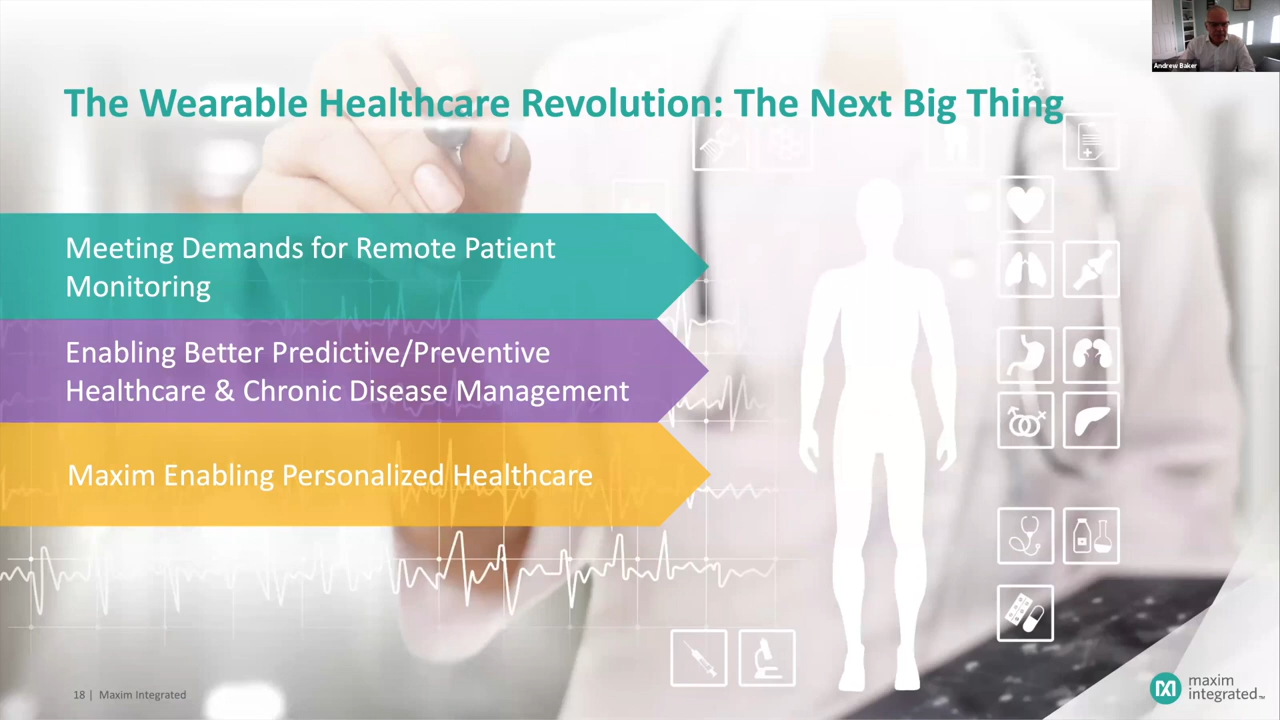 Andrew Baker
The Wearable Healthcare Revolution: The Next Big Thing
Meeting Demands for Remote Patient
Monitoring
Enabling Better Predictive/Preventive
Healthcare & Chronic Disease Management
Maxim Enabling Personalized Healthcare
18 | Maxim Integrated
maxim
integrated™